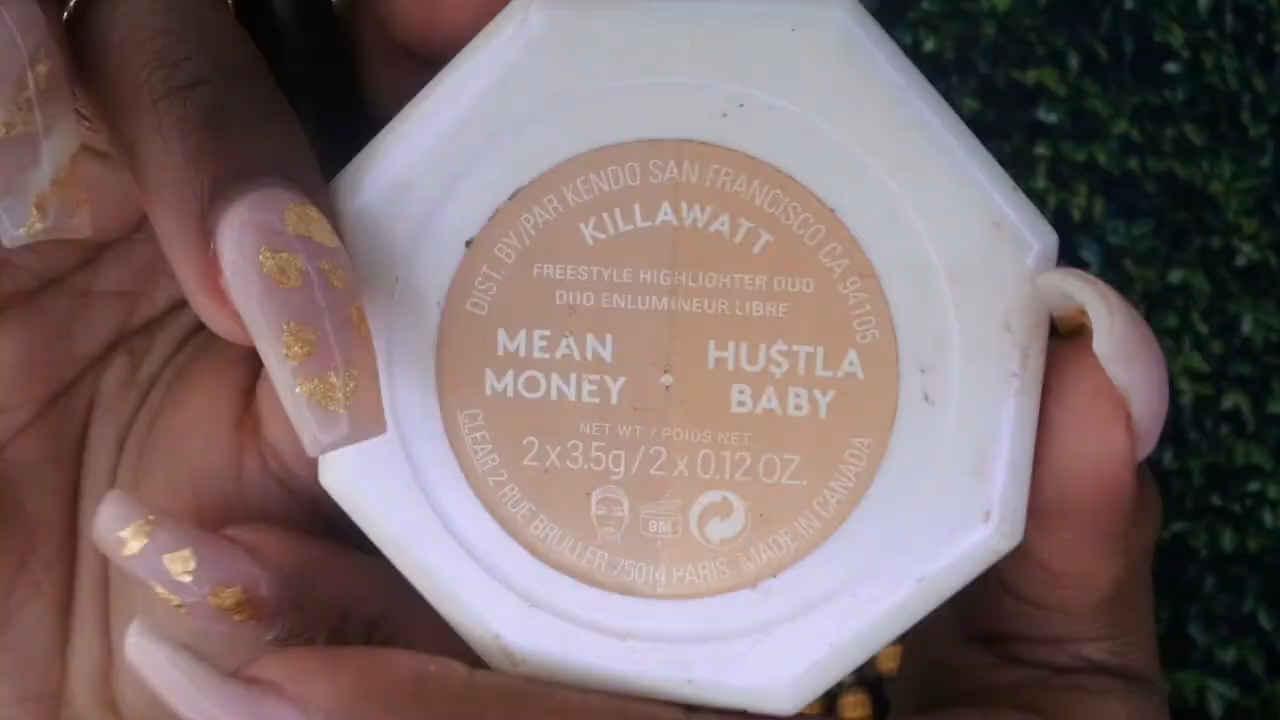 DIST. BY/PAR KENDO SAN FRANCISCO CA 94105
KILLAWATT
FREESTYLE HIGHLIGHTER DUO
DUO ENLUMINEUR LIBRE
MEAN
MONEY
HU$TLA
BABY
NET WT / POIDS NET
2 x 3.5g / 2 x 0.12 OZ.
9M
CLEAR 2 RUE BRULLER 75014 PARIS. MADE IN CANADA